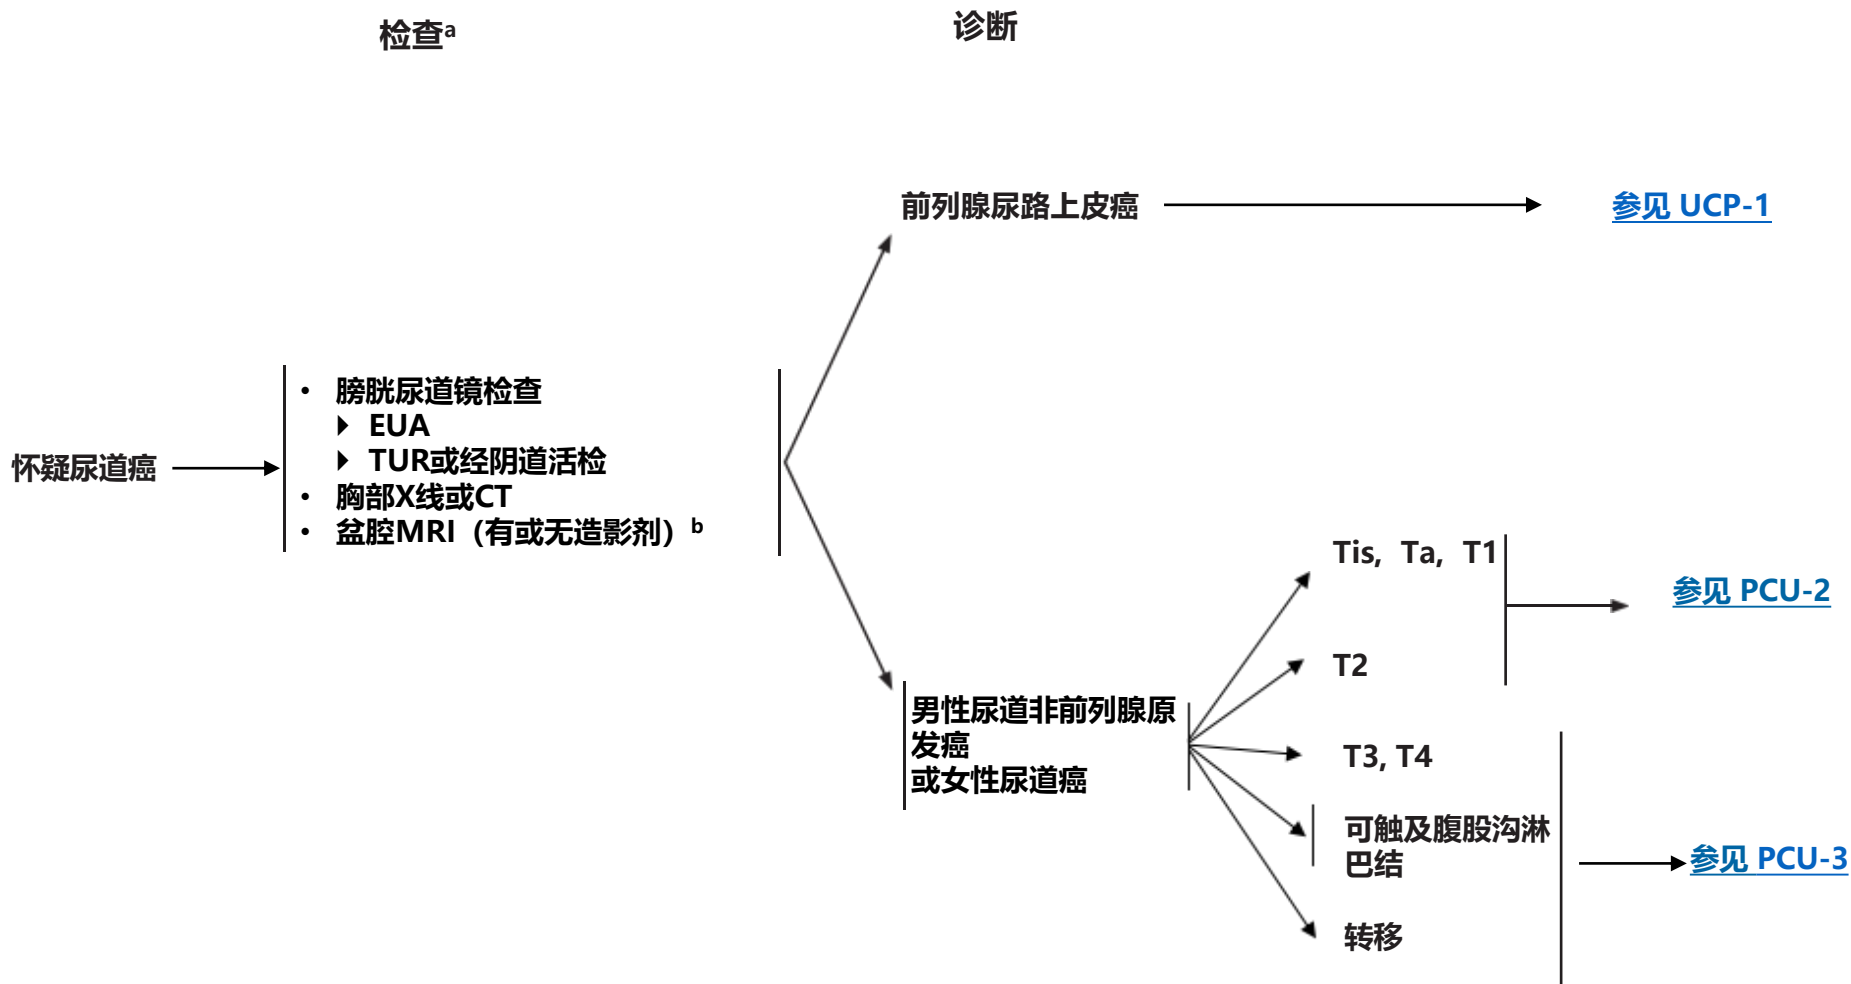 检查a
诊断
前列腺尿路上皮癌
参见 UCP-1
怀疑尿道癌
• 膀胱尿道镜检查
EUA
TUR或经阴道活检
• 胸部X线或CT
• 盆腔MRI（有或无造影剂）b
男性尿道非前列腺原
发癌
或女性尿道癌
Tis, Ta, T1
参见 PCU-2
T2
T3, T4
可触及腹股沟淋
巴结
参见 PCU-3
转移